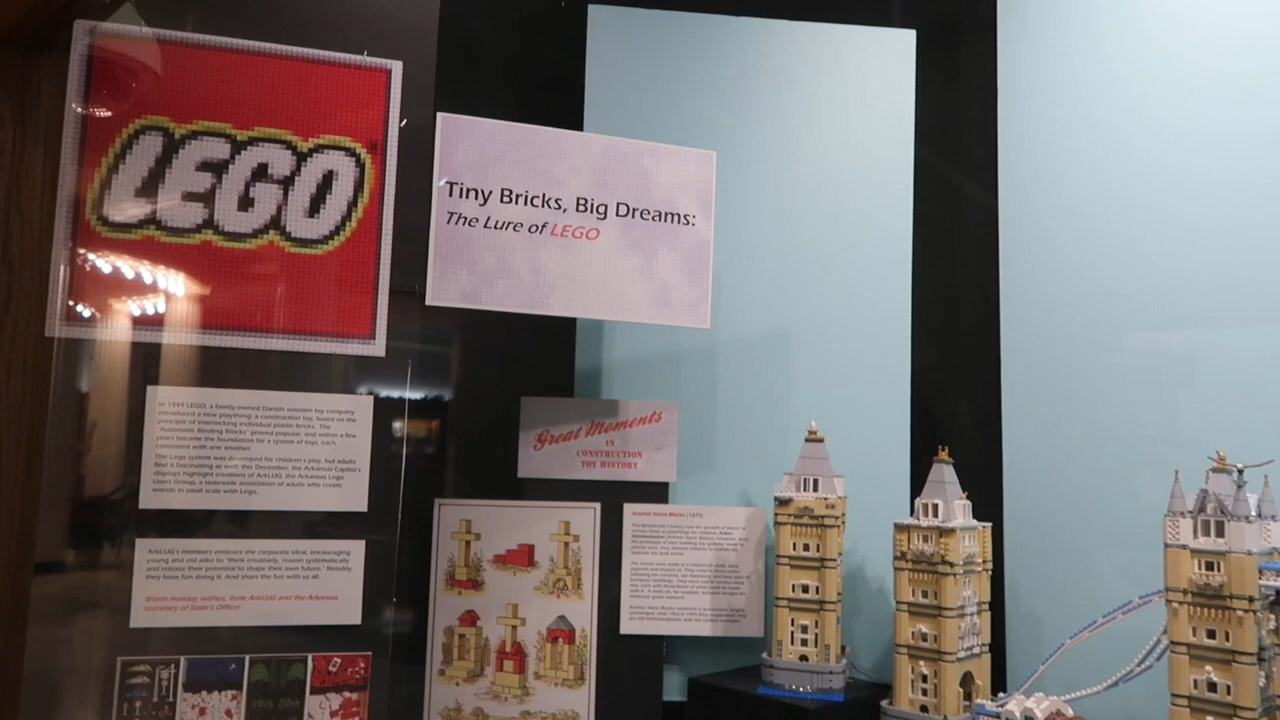 LEGO
Tiny Bricks, Big Dreams:
The Lure of LEGO
In 1949 LEGO, a family-owned Danish wooden toy company
introduced a new plaything: a construction toy, based on the
principle of interlocking individual plastic bricks. The
"Automatic Binding Blocks" proved popular, and within a few
years became the foundation for a system of toys, each
consistent with one another.
The Lego system was developed for children's play, but adults
find it fascinating as well; this December, the Arkansas Capitol's
displays highlight creations of ArkLUG, the Arkansas Lego
Users Group, a statewide association of adults who create
worlds in small scale with Lego.
ArkLUG's members embrace the corporate ideal, encouraging
young and old alike to "think creatively, reason systematically
and release their potential to shape their own future." Notably
they have fun doing it. And share the fun with us all.
Warm Holiday wishes, from ArkLUG and the Arkansas
Secretary of State's Office!
Great Moments
IN
CONSTRUCTION
TOY HISTORY
Anchor Stone Blocks (1875)